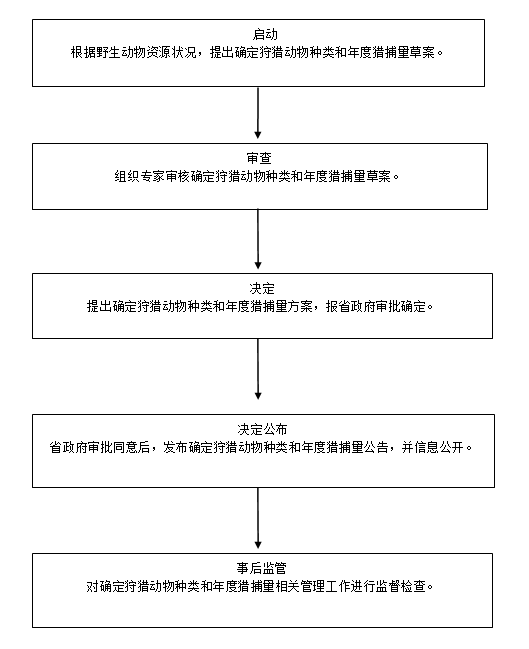 启动
根据野生动物资源状况，提出确定狩猎动物种类和年度猎捕量草案。
审查
组织专家审核确定狩猎动物种类和年度猎捕量草案。
决定
提出确定狩猎动物种类和年度猎捕量方案，报省政府审批确定。
决定公布
省政府审批同意后，发布确定狩猎动物种类和年度猎捕量公告，并信息公开。
事后监管
对确定狩猎动物种类和年度猎捕量相关管理工作进行监督检查。